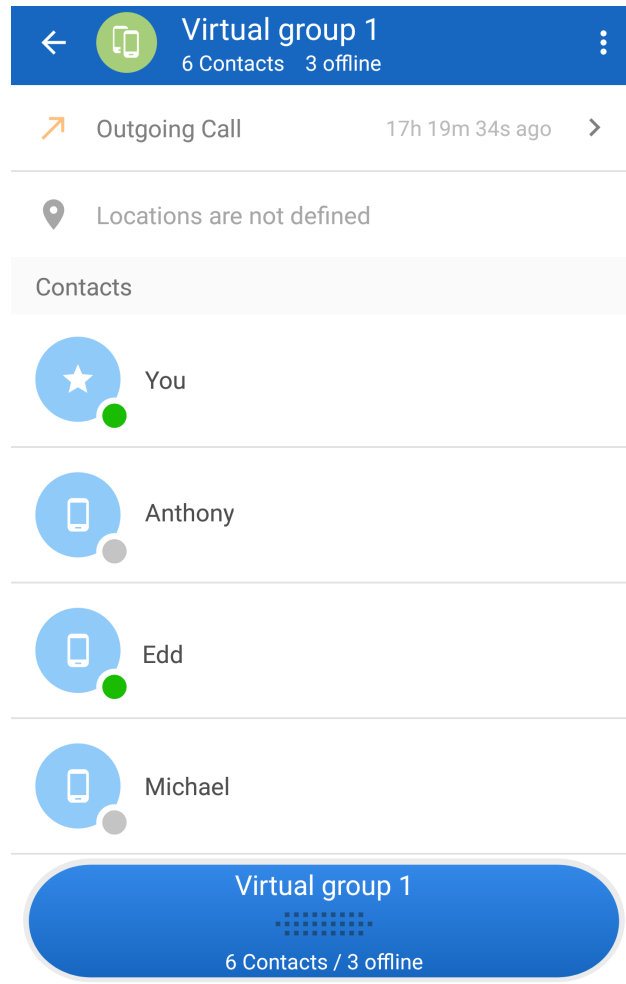 Virtual group 1
6 Contacts 3 offline
Outgoing Call 17h 19m 34s ago
Locations are not defined
Contacts
You
Anthony
Edd
Michael
Virtual group 1
6 Contacts / 3 offline